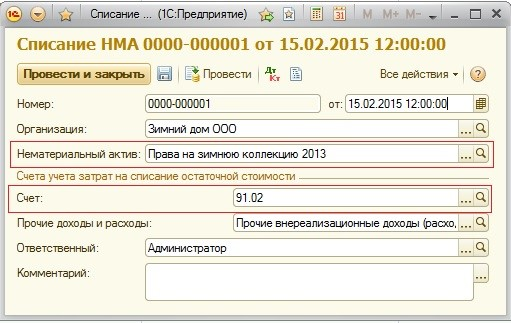 Списание ... (1С:Предприятие)
M M+ M-
Списание НМА 0000-000001 от 15.02.2015 12:00:00
Провести и закрыть Провести Дт Кт Все действия
Номер: 0000-000001 от: 15.02.2015 12:00:00
Организация: Зимний дом ООО
Нематериальный актив: Права на зимнюю коллекцию 2013
Счета учета затрат на списание остаточной стоимости
Счет: 91.02
Прочие доходы и расходы: Прочие внереализационные доходы (расхо,
Ответственный: Администратор
Комментарий: